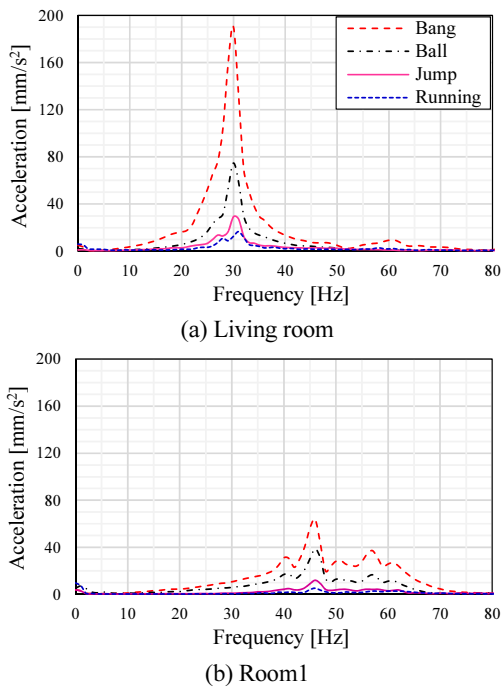 200
160
120
80
40
0
Acceleration [mm/s²]
Bang
Ball
Jump
Running
0 10 20 30 40 50 60 70 80
Frequency [Hz]
(a) Living room
200
160
120
80
40
0
Acceleration [mm/s²]
0 10 20 30 40 50 60 70 80
Frequency [Hz]
(b) Room1